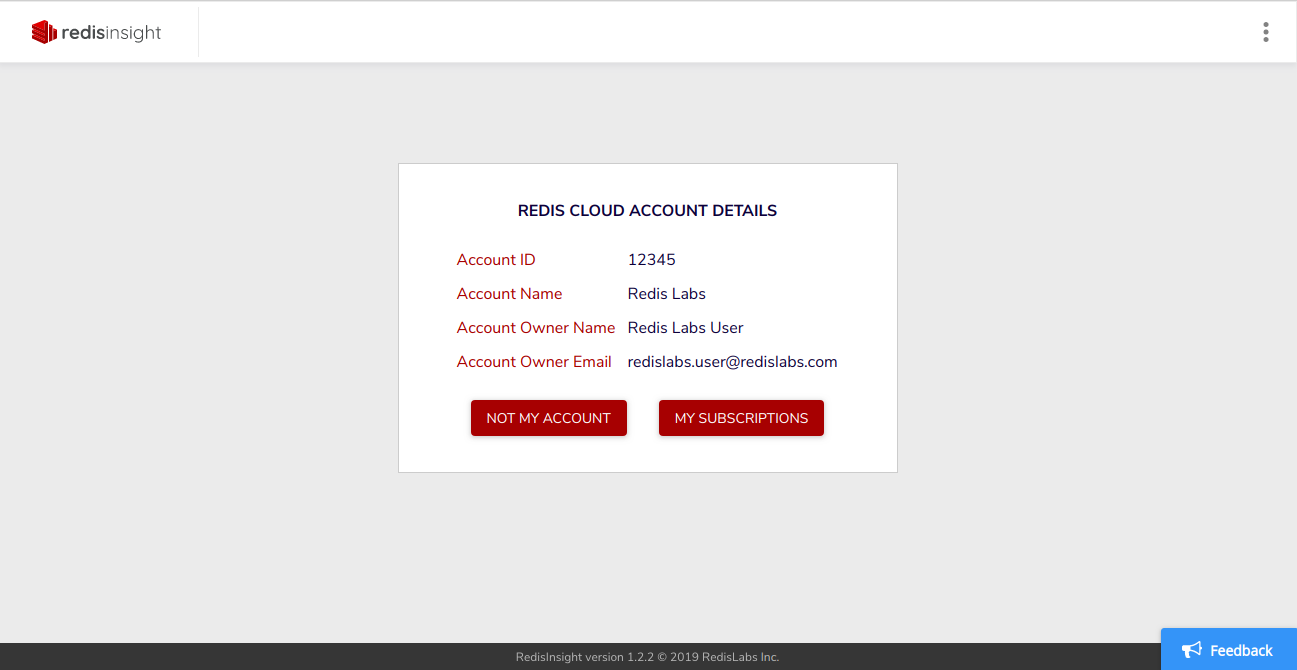 redisinsight
REDIS CLOUD ACCOUNT DETAILS
Account ID 12345
Account Name Redis Labs
Account Owner Name Redis Labs User
Account Owner Email redislabs.user@redislabs.com
NOT MY ACCOUNT MY SUBSCRIPTIONS
RedisInsight version 1.2.2 © 2019 RedisLabs Inc.
Feedback